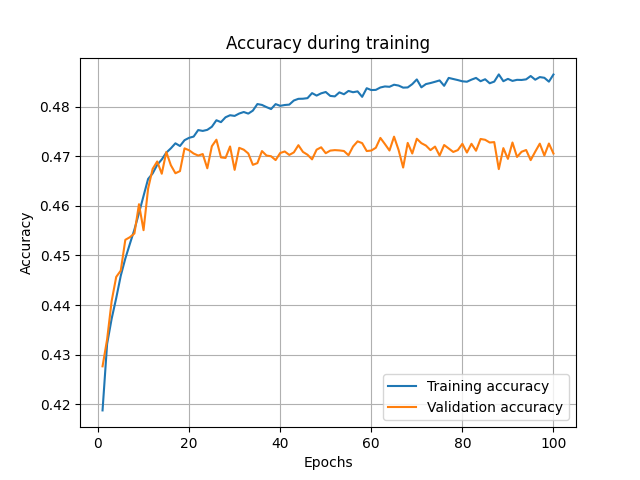 Accuracy during training
0.48
0.47
0.46
0.45
0.44
0.43
0.42
Accuracy
Training accuracy
Validation accuracy
0 20 40 60 80 100
Epochs